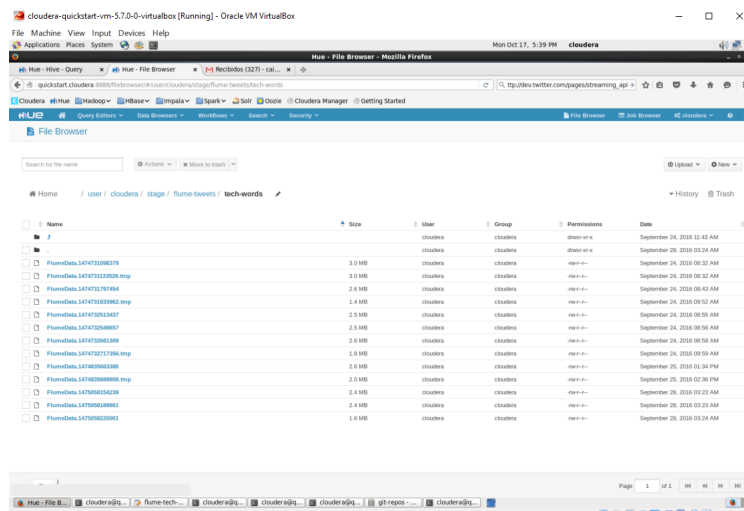 cloudera-quickstart-vm-5.7.0-0-virtualbox [Running] - Oracle VM VirtualBox
File Machine View Input Devices Help
Applications Places System Mon Oct 17, 5:39 PM cloudera
Hue - File Browser - Mozilla Firefox
Hue - Hive - Query × Hue - File Browser × Recibidos (327) - cai... ×
quickstart.cloudera:8888/filebrowser/#/user/cloudera/stage/flume-tweets/tech-words ttp://dev.twitter.com/pages/streaming_api
Cloudera Hue Hadoop HBase Impala Spark Solr Oozie Cloudera Manager Getting Started
HUE Query Editors Data Browsers Workflows Search Security File Browser Job Browser cloudera
File Browser
Search for file name Actions Move to trash Upload New
Home / user / cloudera / stage / flume-tweets / tech-words History Trash
Name Size User Group Permissions Date
cloudera cloudera drwxr-xr-x September 24, 2016 11:43 AM
. cloudera cloudera drwxr-xr-x September 28, 2016 03:24 AM
FlumeData.1474731098379 3.0 MB cloudera cloudera -rw-r--r-- September 24, 2016 08:32 AM
FlumeData.1474731133526.tmp 3.0 MB cloudera cloudera -rw-r--r-- September 24, 2016 08:32 AM
FlumeData.1474731797454 2.6 MB cloudera cloudera -rw-r--r-- September 24, 2016 08:43 AM
FlumeData.1474731833962.tmp 1.4 MB cloudera cloudera -rw-r--r-- September 24, 2016 09:52 AM
FlumeData.1474732513437 2.5 MB cloudera cloudera -rw-r--r-- September 24, 2016 08:55 AM
FlumeData.1474732549657 2.5 MB cloudera cloudera -rw-r--r-- September 24, 2016 08:56 AM
FlumeData.1474732681309 2.6 MB cloudera cloudera -rw-r--r-- September 24, 2016 08:58 AM
FlumeData.1474732717356.tmp 1.8 MB cloudera cloudera -rw-r--r-- September 24, 2016 09:59 AM
FlumeData.1474835663386 2.6 MB cloudera cloudera -rw-r--r-- September 25, 2016 01:34 PM
FlumeData.1474835699908.tmp 2.0 MB cloudera cloudera -rw-r--r-- September 25, 2016 02:36 PM
FlumeData.1475058154239 2.4 MB cloudera cloudera -rw-r--r-- September 28, 2016 03:23 AM
FlumeData.1475058189661 2.4 MB cloudera cloudera -rw-r--r-- September 28, 2016 03:23 AM
FlumeData.1475058220001 1.6 MB cloudera cloudera -rw-r--r-- September 28, 2016 03:24 AM
Page 1 of 1
Hue - File B... cloudera@q... flume-tech-... cloudera@q... cloudera@q... cloudera@q... git-repos - ... cloudera@q...